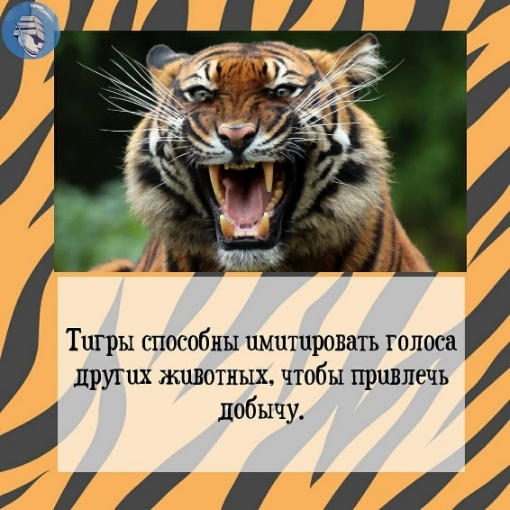 Тигры способны имитировать голоса
других животных, чтобы привлечь
добычу.